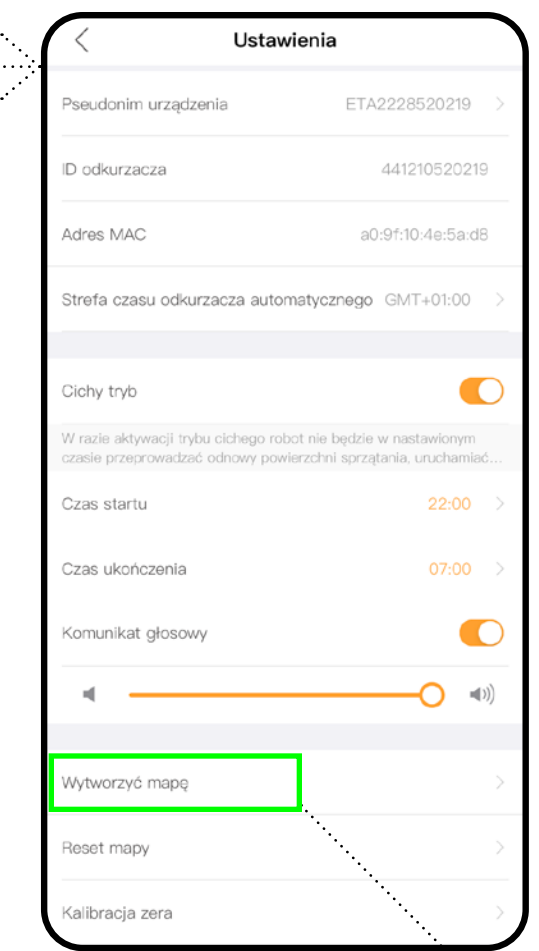 Ustawienia
Pseudonim urządzenia ETA2228520219
ID odkurzacza 441210520219
Adres MAC a0:9f:10:4e:5a:d8
Strefa czasu odkurzacza automatycznego GMT+01:00
Cichy tryb
W razie aktywacji trybu cichego robot nie będzie w nastawionym
czasie przeprowadzać odnowy powierzchni sprzątania, uruchamiać...
Czas startu 22:00
Czas ukończenia 07:00
Komunikat głosowy
Wytworzyć mapę
Reset mapy
Kalibracja zera